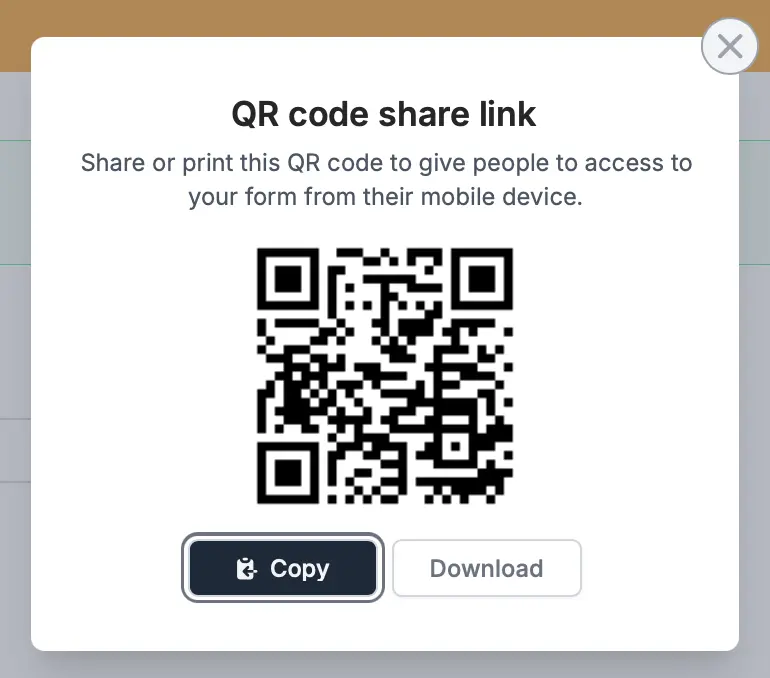 QR code share link
Share or print this QR code to give people to access to
your form from their mobile device.
Copy
Download